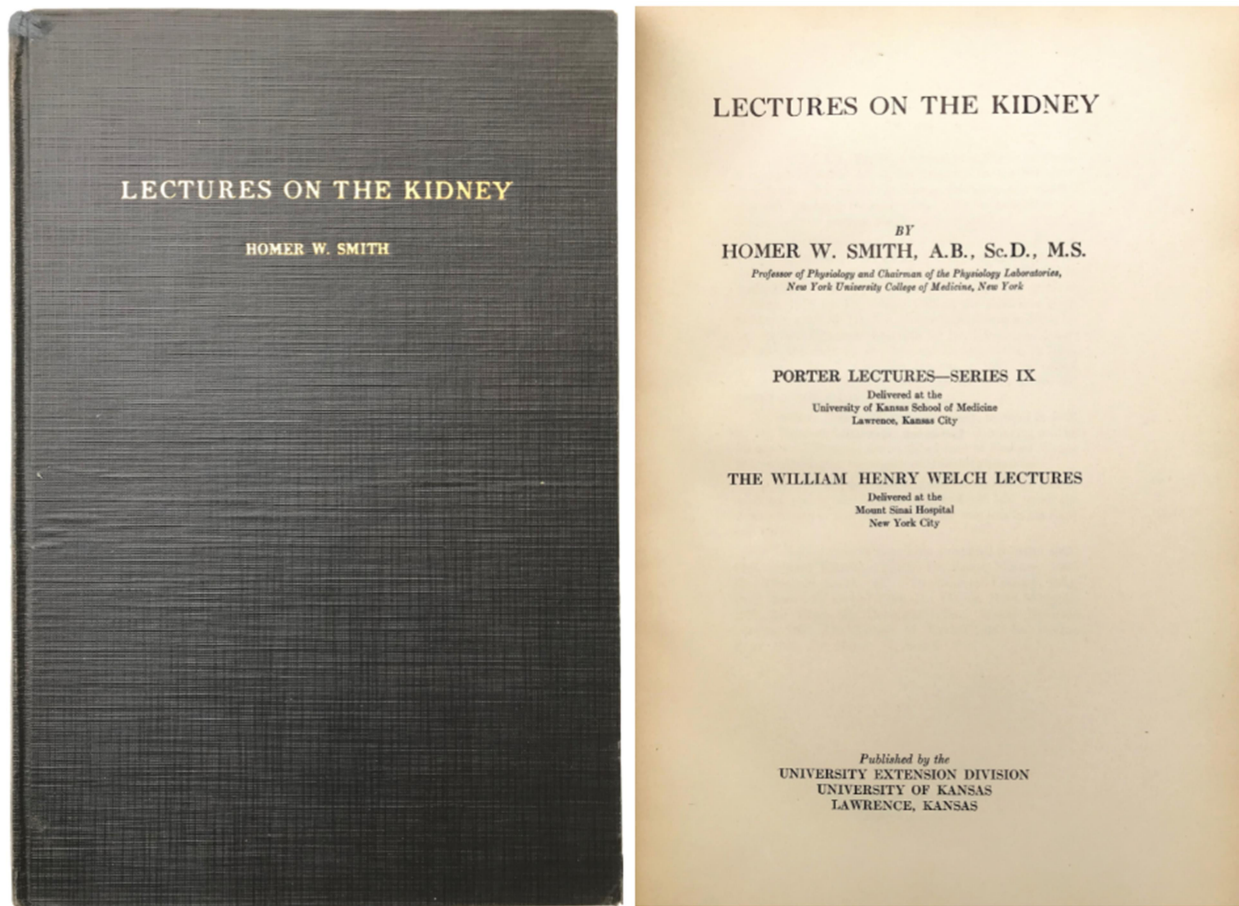 LECTURES ON THE KIDNEY
HOMER W. SMITH
LECTURES ON THE KIDNEY
BY
HOMER W. SMITH, A.B., Sc.D., M.S.
Professor of Physiology and Chairman of the Physiology Laboratories,
New York University College of Medicine, New York
PORTER LECTURES—SERIES IX
Delivered at the
University of Kansas School of Medicine
Lawrence, Kansas City
THE WILLIAM HENRY WELCH LECTURES
Delivered at the
Mount Sinai Hospital
New York City
Published by the
UNIVERSITY EXTENSION DIVISION
UNIVERSITY OF KANSAS
LAWRENCE, KANSAS